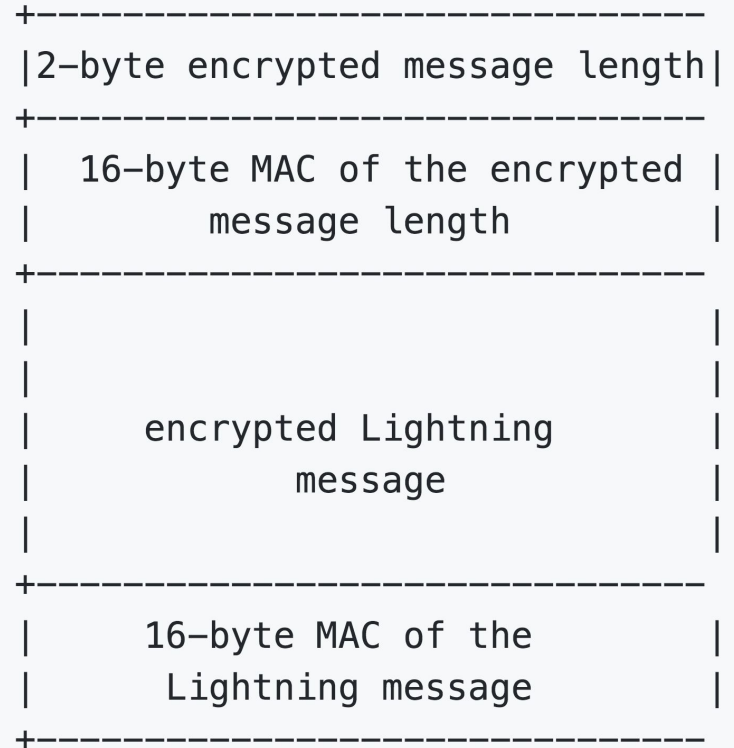 +-------------------------------
|2-byte encrypted message length|
+-------------------------------
|  16-byte MAC of the encrypted |
|        message length         |
+-------------------------------
|                               |
|                               |
|     encrypted Lightning       |
|            message            |
|                               |
+-------------------------------
|     16-byte MAC of the        |
|      Lightning message        |
+-------------------------------